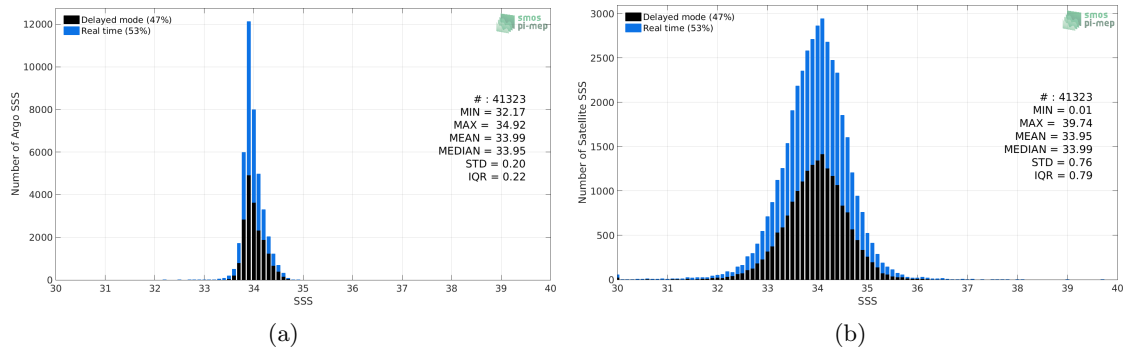 Delayed mode (47%)
Real time (53%)
smos
pi-mep
12000
10000
8000
6000
4000
2000
0
Number of Argo SSS
# : 41323
MIN = 32.17
MAX = 34.92
MEAN = 33.99
MEDIAN = 33.95
STD = 0.20
IQR = 0.22
30 31 32 33 34 35 36 37 38 39 40
SSS
(a)
Delayed mode (47%)
Real time (53%)
smos
pi-mep
3000
2500
2000
1500
1000
500
0
Number of Satellite SSS
# : 41323
MIN = 0.01
MAX = 39.74
MEAN = 33.95
MEDIAN = 33.99
STD = 0.76
IQR = 0.79
30 31 32 33 34 35 36 37 38 39 40
SSS
(b)